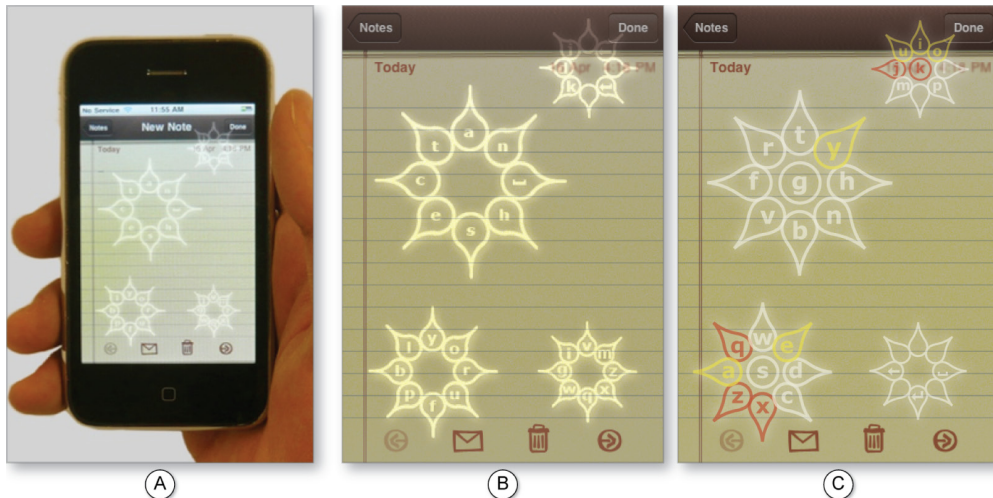 No Service 11:55 AM
Notes New Note Done
Today
Notes Done
Today
k
a
t n
c
e h
s
y
l o
b r
p u
f
v
j m
g z
w x
q
Notes Done
Today
i
u o
k
m p
t
r y
f g h
v n
b
w
q e
a s d
z c
x
A B C